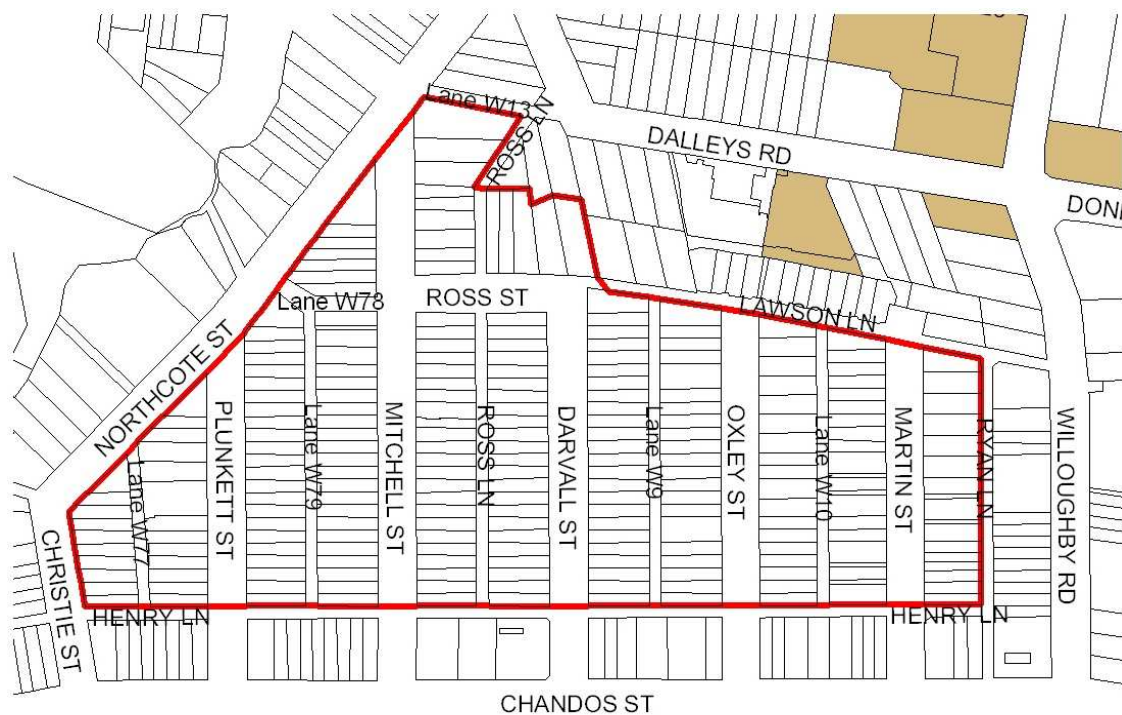 Lane W13
ROSS LN
DALLEYS RD
Lane W78
ROSS ST
LAWSON LN
NORTHCOTE ST
Lane W77
PLUNKETT ST
Lane W79
MITCHELL ST
ROSS LN
DARVALL ST
Lane W9
OXLEY ST
Lane W10
MARTIN ST
RYAN LN
WILLOUGHBY RD
CHRISTIE ST
HENRY LN
HENRY LN
CHANDOS ST